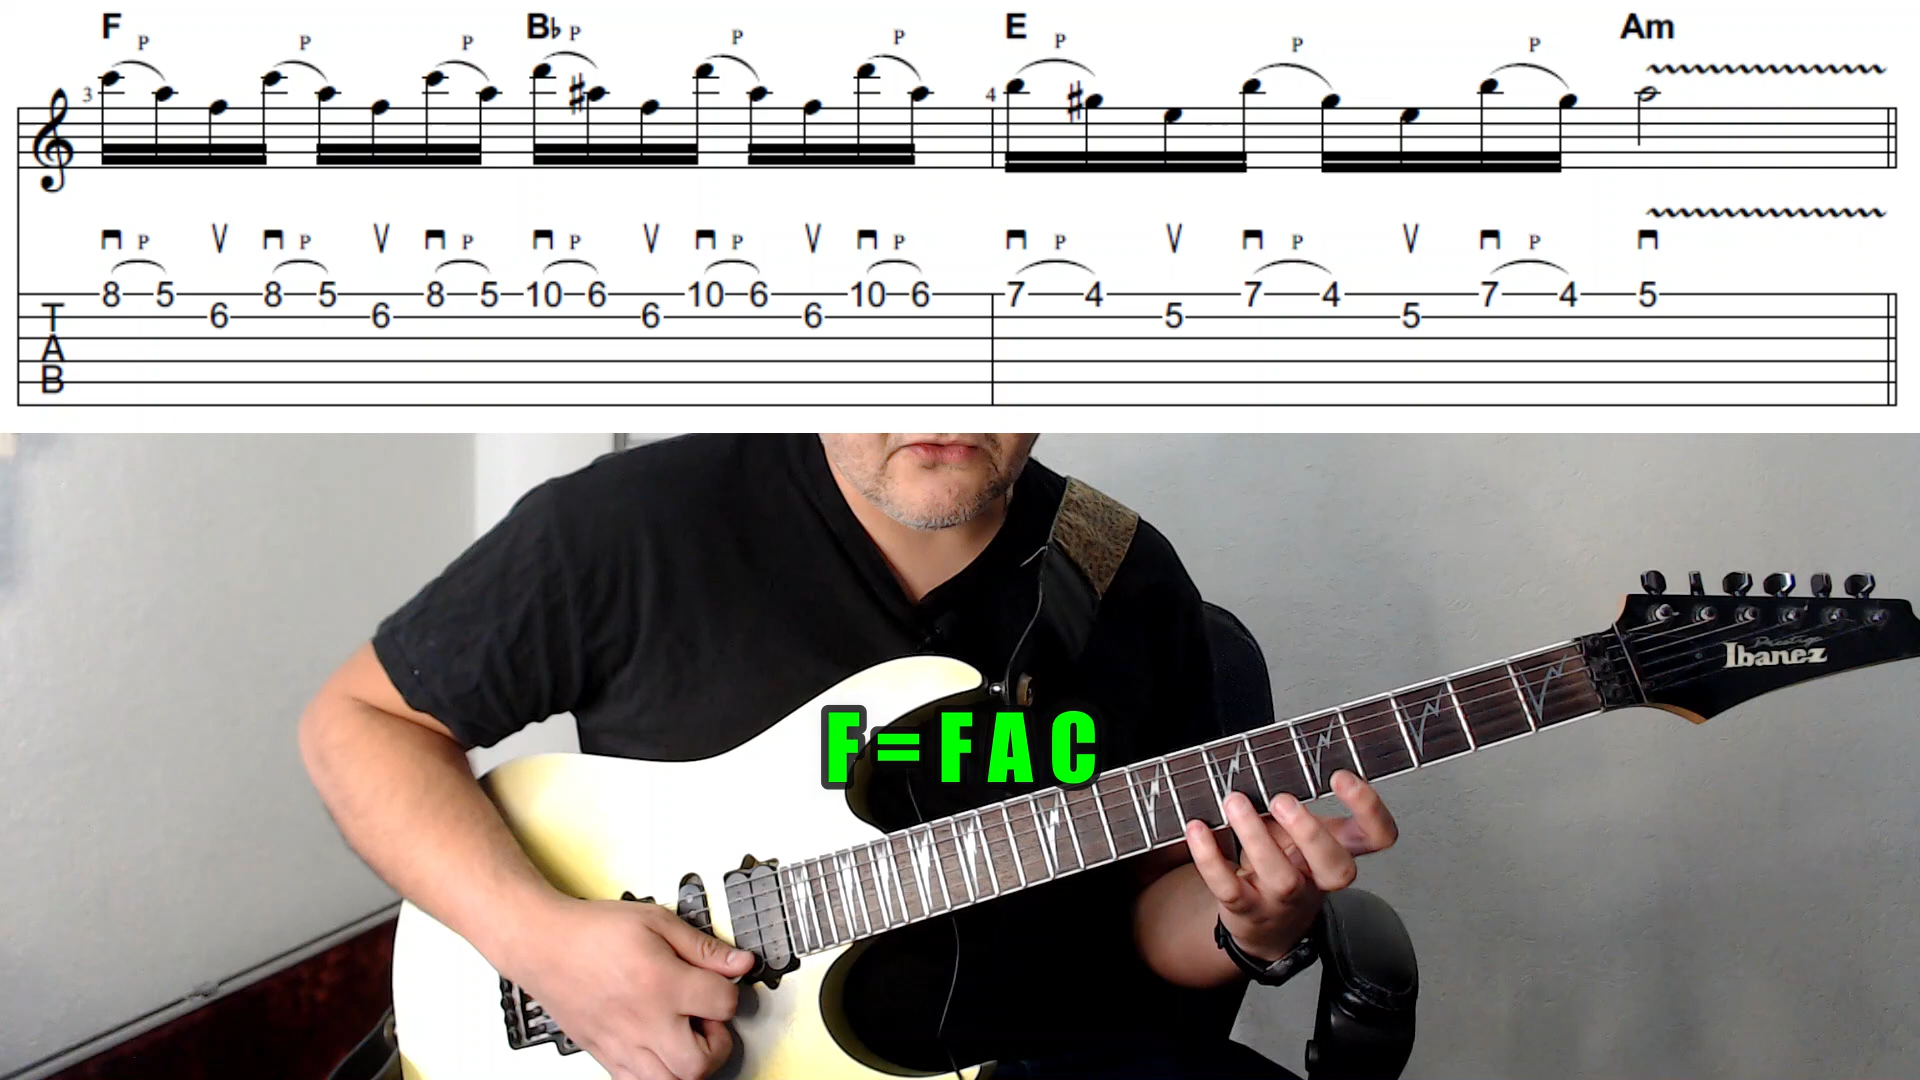 F B♭ E Am
P P P P P P P P P
3 4
P P P P P P P P P
8 5 8 5 8 5 10 6 10 6 10 6 7 4 7 4 7 4 5
T 6 6 6 6 5 5
A
B
F = F A C
Prestige
Ibanez